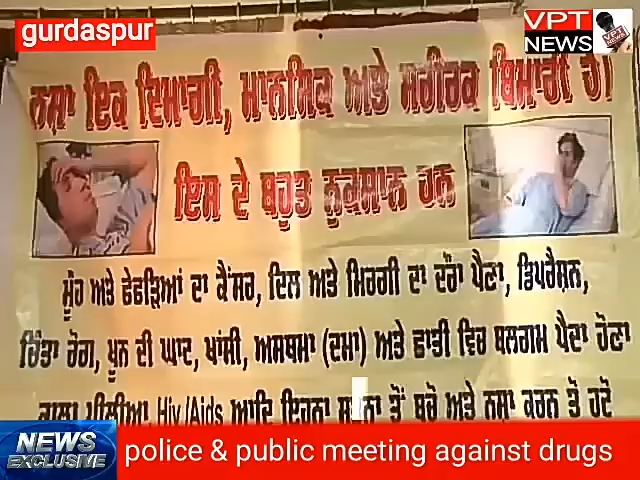 gurdaspur
VPT
NEWS
ਨਸ਼ਾ ਇਕ ਦਿਮਾਗੀ, ਮਾਨਸਿਕ ਅਤੇ ਸਰੀਰਕ ਬਿਮਾਰੀ ਹੈ।
ਇਸ ਦੇ ਬਹੁਤ ਨੁਕਸਾਨ ਹਨ
ਮੂੰਹ ਅਤੇ ਫੇਫੜਿਆਂ ਦਾ ਕੈਂਸਰ, ਦਿਲ ਅਤੇ ਮਿਰਗੀ ਦਾ ਦੌਰਾ ਪੈਣਾ, ਡਿਪਰੈਸ਼ਨ,
ਚਿੰਤਾ ਰੋਗ, ਖੂਨ ਦੀ ਘਾਟ, ਖਾਂਸੀ, ਅਸਥਮਾ (ਦਮਾ) ਅਤੇ ਛਾਤੀ ਵਿਚ ਬਲਗਮ ਪੈਦਾ ਹੋਣਾ
ਕਾਲਾ ਪੀਲੀਆ, Hiv/Aids ਆਦਿ ਇਹਨਾ ਤੋਂ ਬਚੋ ਅਤੇ ਨਸ਼ਾ ਕਰਨ ਤੋਂ ਹਟੋ
NEWS
EXCLUSIVE
police & public meeting against drugs